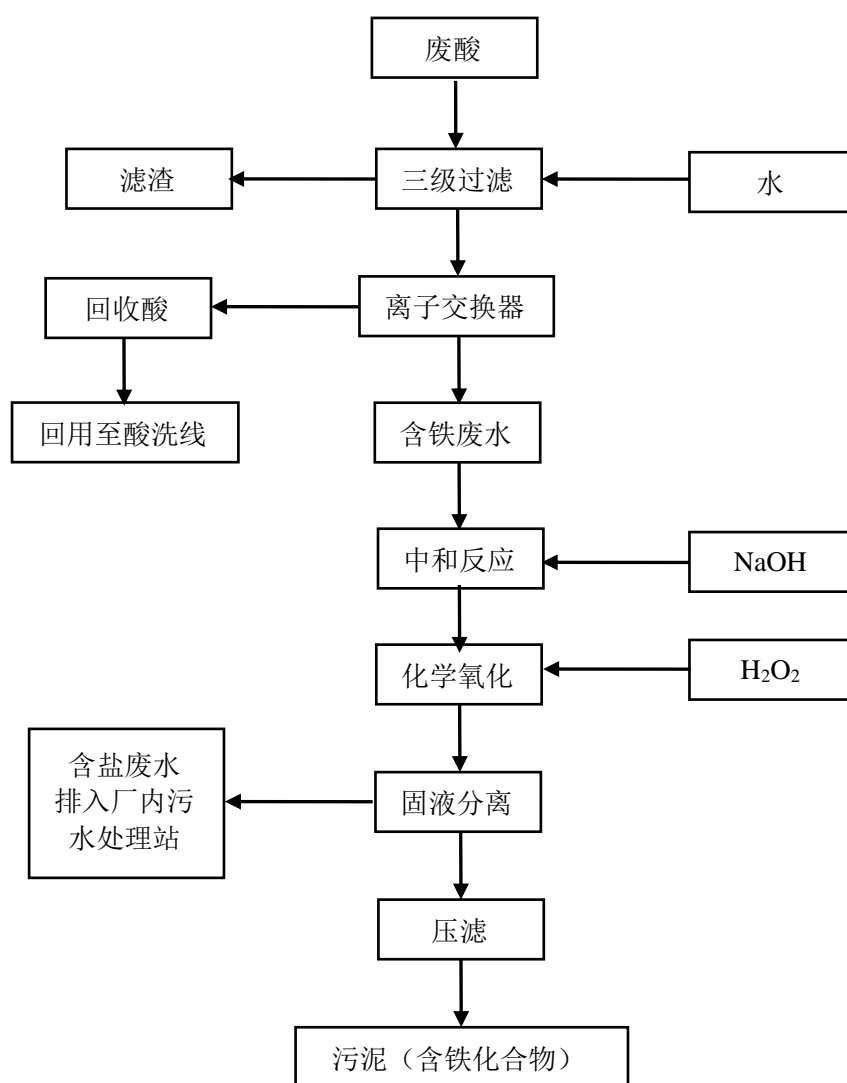 废酸
滤渣
三级过滤
水
回收酸
离子交换器
回用至酸洗线
含铁废水
中和反应
NaOH
化学氧化
H₂O₂
含盐废水
排入厂内污
水处理站
固液分离
压滤
污泥（含铁化合物）